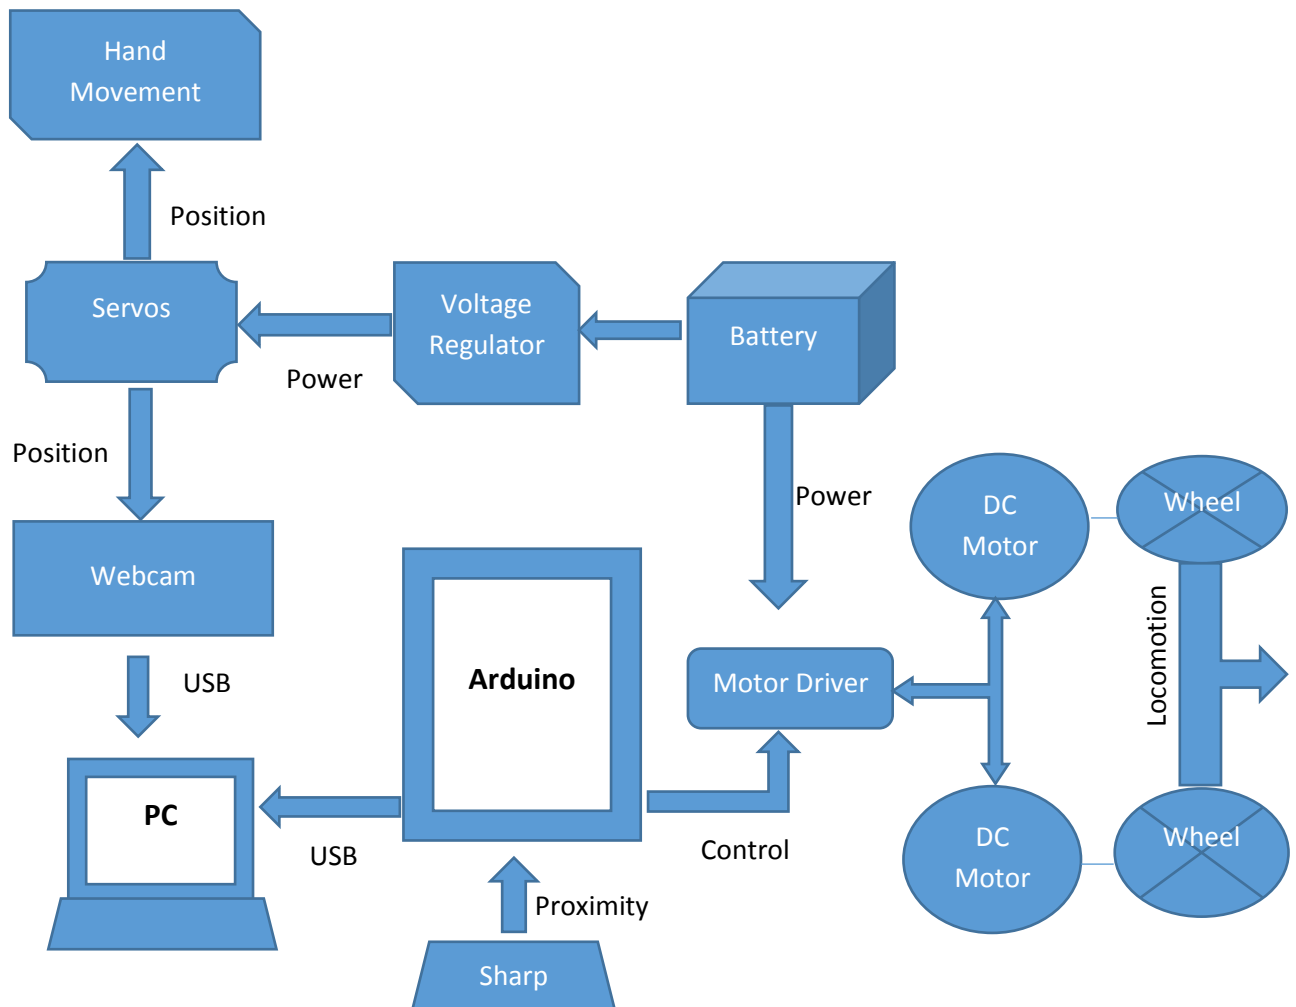 Hand
Movement
Position
Servos
Voltage
Regulator
Battery
Power
Position
Power
DC
Motor
Wheel
Webcam
Arduino
Locomotion
USB
Motor Driver
PC
USB
Control
DC
Motor
Wheel
Proximity
Sharp